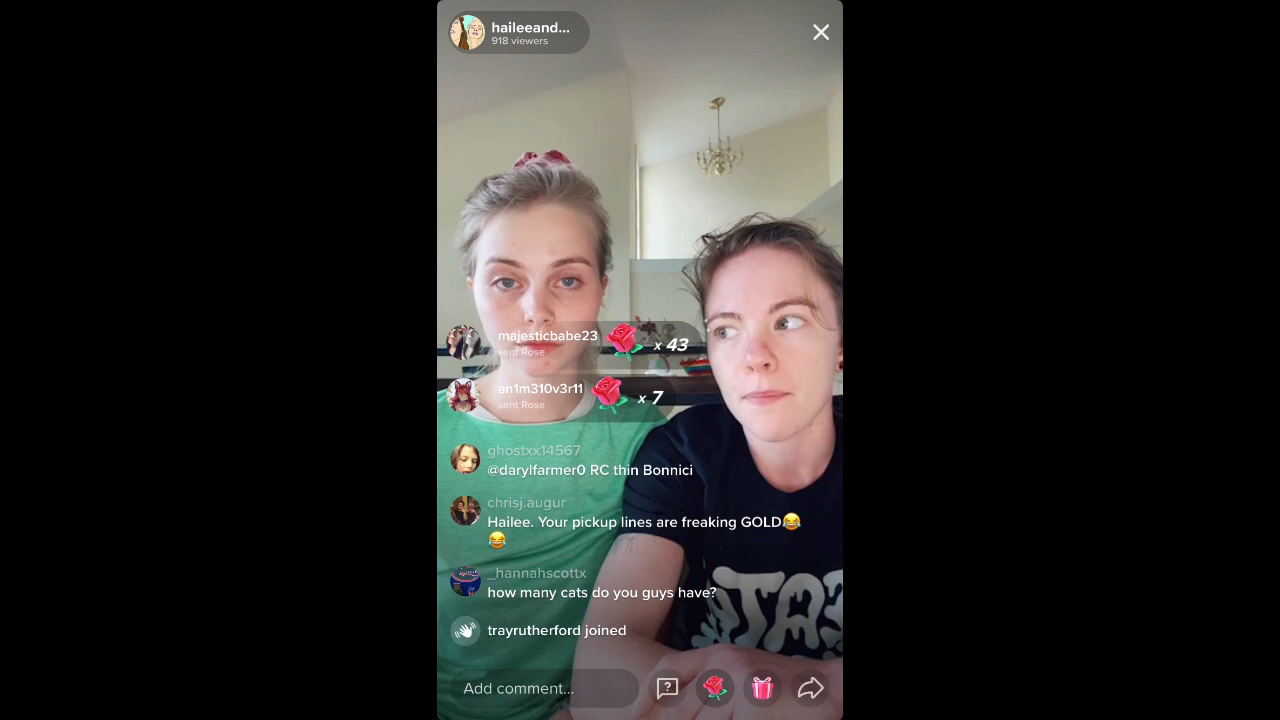 haileeand...
918 viewers
majesticbabe23
sent Rose
x 43
an1m310v3r11
sent Rose
x 7
ghostxx14567
@darylfarmer0 RC thin Bonnici
chrisj.augur
Hailee. Your pickup lines are freaking GOLD😂
😂
_hannahscottx
how many cats do you guys have?
trayrutherford joined
Add comment...